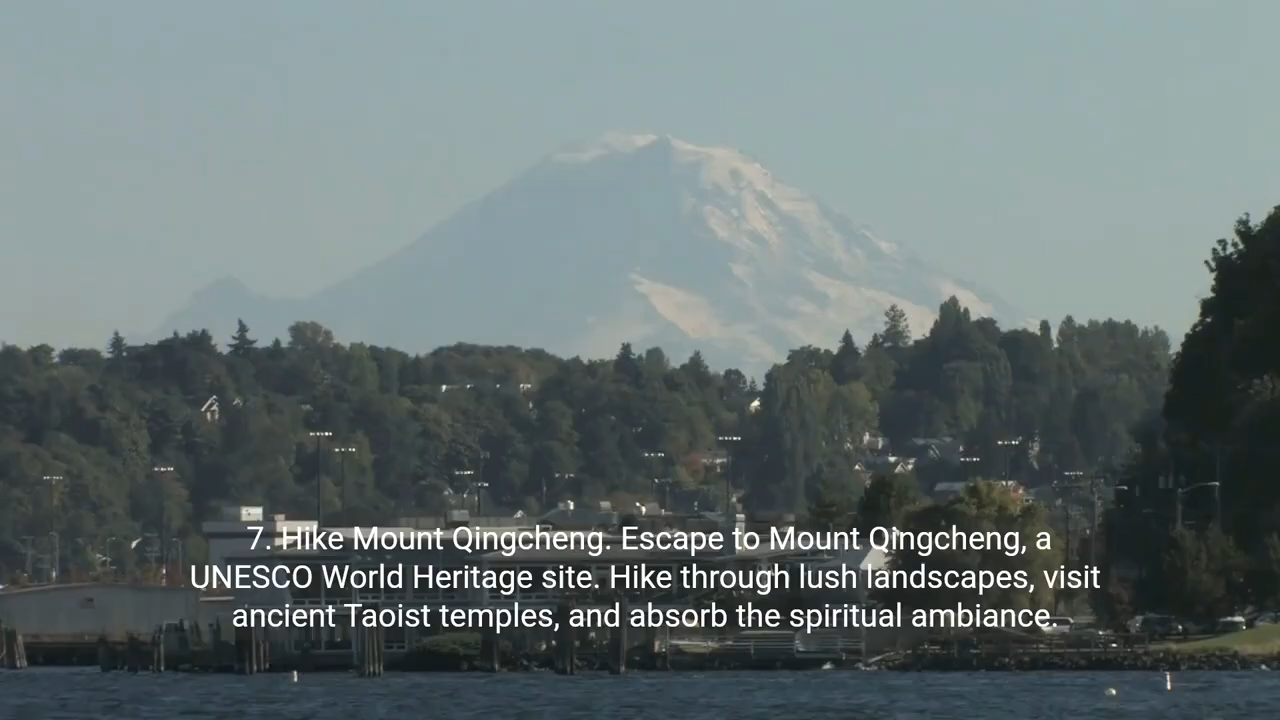 7. Hike Mount Qingcheng. Escape to Mount Qingcheng, a
UNESCO World Heritage site. Hike through lush landscapes, visit
ancient Taoist temples, and absorb the spiritual ambiance.